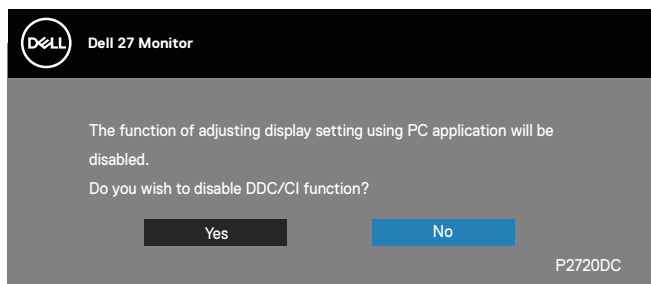 DELL
Dell 27 Monitor
The function of adjusting display setting using PC application will be
disabled.
Do you wish to disable DDC/CI function?
Yes
No
P2720DC